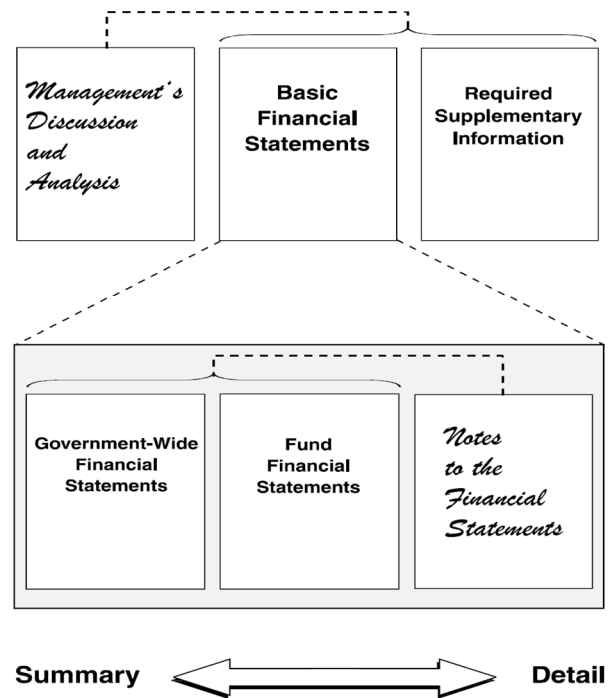 Management's
Discussion
and
Analysis
Basic
Financial
Statements
Required
Supplementary
Information
Government-Wide
Financial
Statements
Fund
Financial
Statements
Notes
to the
Financial
Statements
Summary
Detail